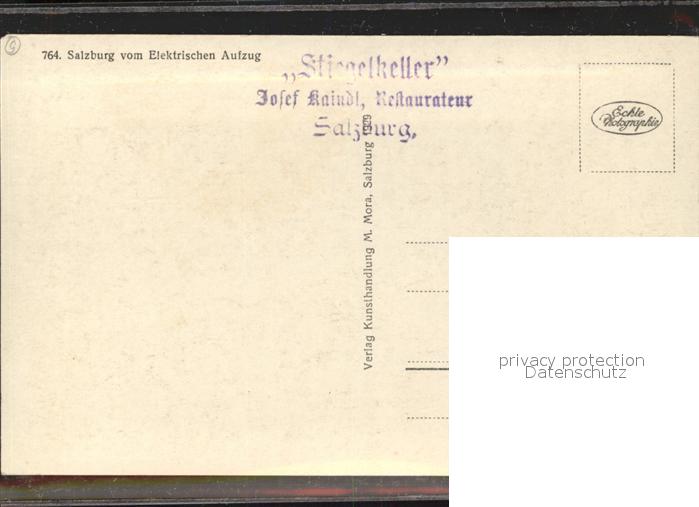 764. Salzburg vom Elektrischen Aufzug
„Stiegelkeller”
Josef Kaindl, Restaurateur
Salzburg.
Echte
Photographie
Verlag Kunsthandlung M. Mora, Salzburg 1929
privacy protection
Datenschutz